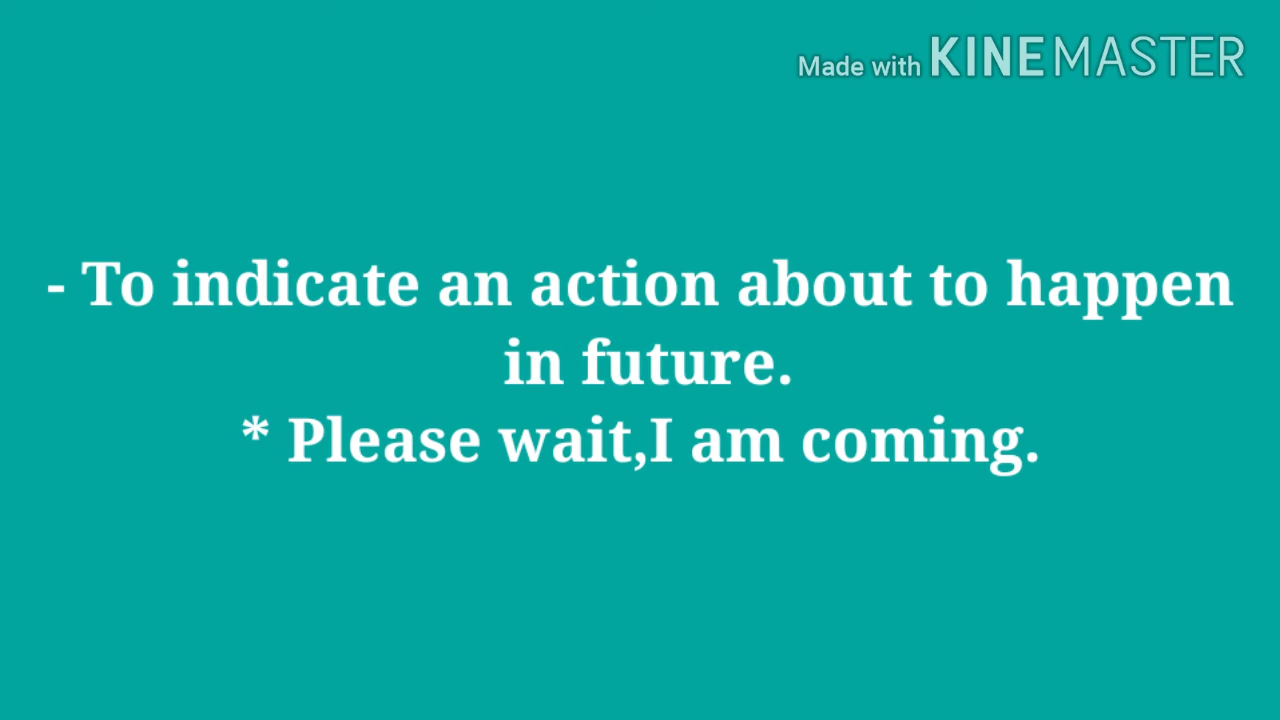 Made with KINEMASTER
- To indicate an action about to happen
in future.
* Please wait,I am coming.